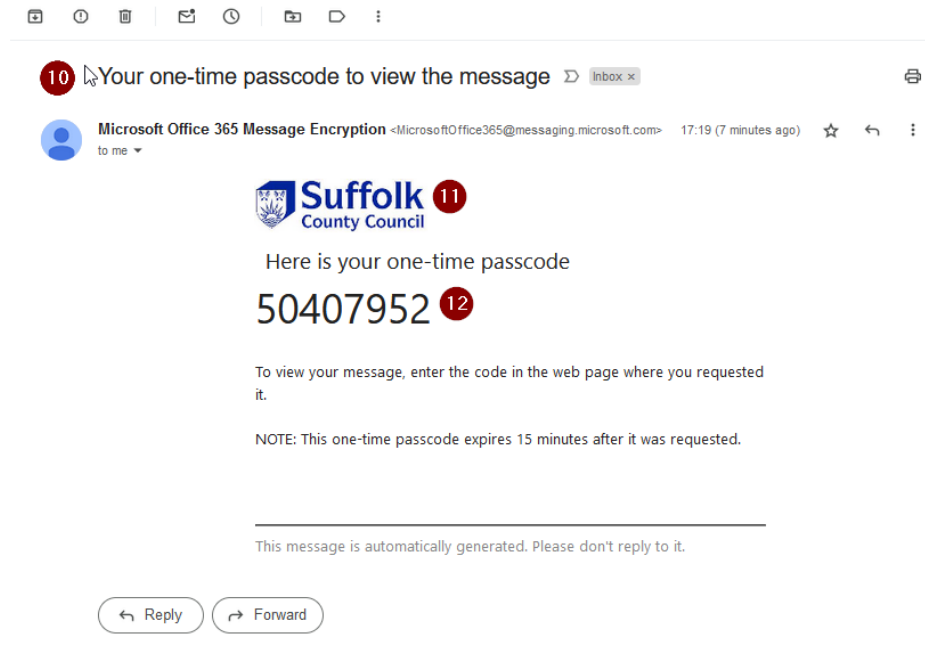 10 Your one-time passcode to view the message Inbox ×
Microsoft Office 365 Message Encryption <MicrosoftOffice365@messaging.microsoft.com> 17:19 (7 minutes ago)
to me
Suffolk 11
County Council
Here is your one-time passcode
50407952 12
To view your message, enter the code in the web page where you requested
it.
NOTE: This one-time passcode expires 15 minutes after it was requested.
This message is automatically generated. Please don't reply to it.
Reply Forward